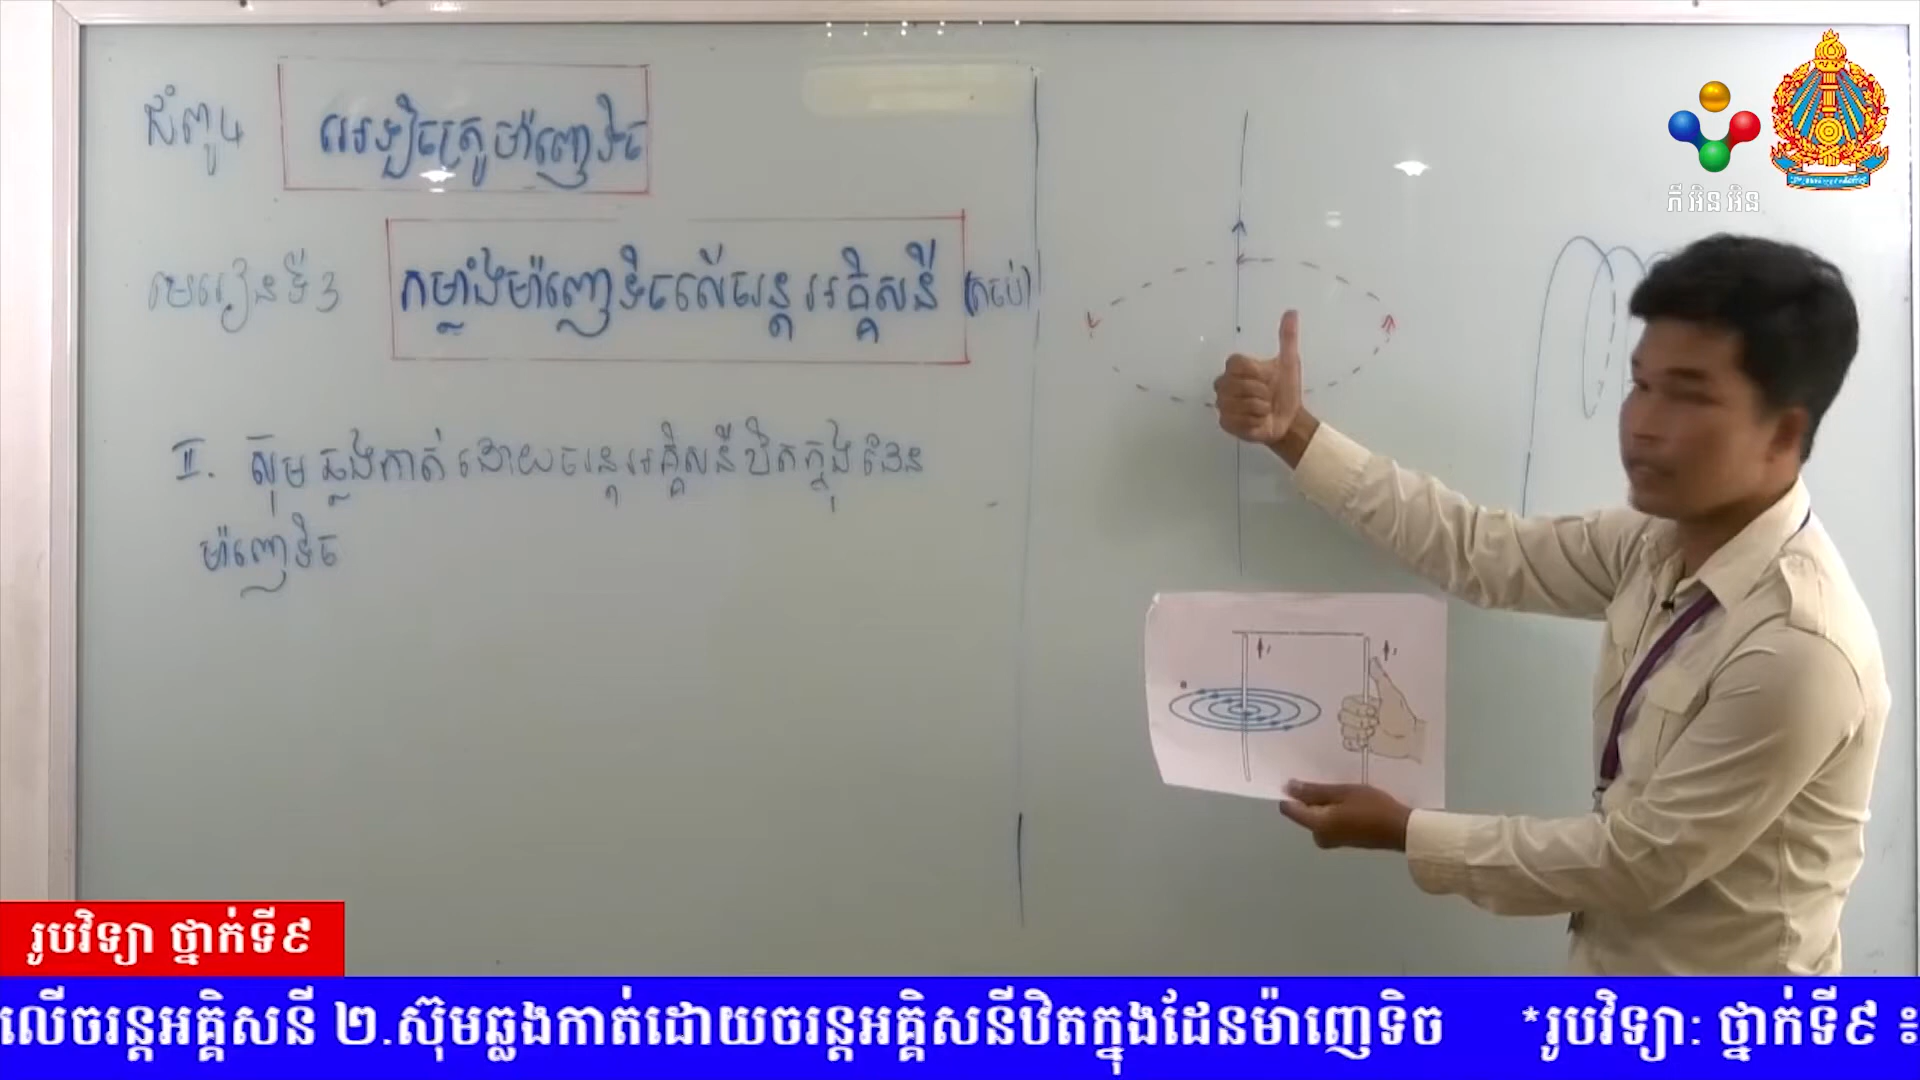 ជំពូ៤
អេឡិចត្រូម៉ាញេទិច
មេរៀនទី3
កម្លាំងម៉ាញេទិចលើចរន្តអគ្គិសនី (តចប់)
II. ស៊ុមឆ្លងកាត់ដោយចរន្តអគ្គិសនីឋិតក្នុងដែន
ម៉ាញេទិច
ភី អិន អិន
រូបវិទ្យា ថ្នាក់ទី៩
លើចរន្តអគ្គិសនី ២.ស៊ុមឆ្លងកាត់ដោយចរន្តអគ្គិសនីឋិតក្នុងដែនម៉ាញេទិច *រូបវិទ្យា: ថ្នាក់ទី៩ ៖